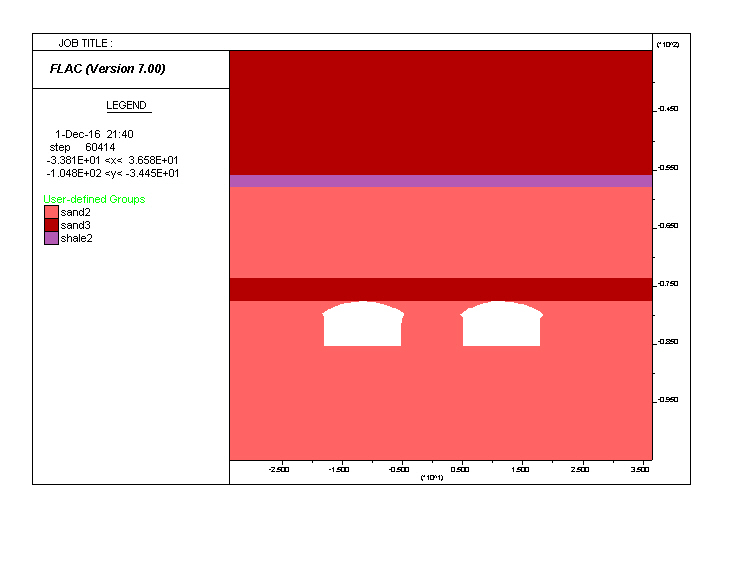 JOB TITLE :
(*10^2)
FLAC (Version 7.00)
LEGEND
1-Dec-16 21:40
step 60414
-3.381E+01 <x< 3.658E+01
-1.048E+02 <y< -3.445E+01
User-defined Groups
sand2
sand3
shale2
-0.450
-0.550
-0.650
-0.750
-0.850
-0.950
-2.500 -1.500 -0.500 0.500 1.500 2.500 3.500
(*10^1)